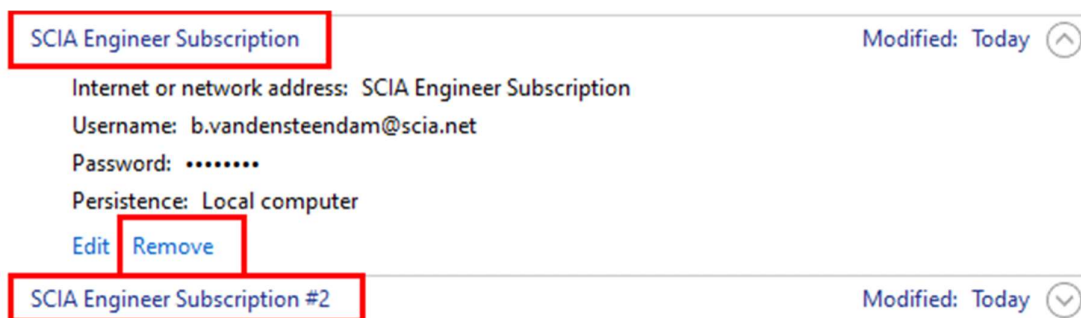 SCIA Engineer Subscription Modified: Today
Internet or network address: SCIA Engineer Subscription
Username: b.vandensteendam@scia.net
Password: ••••••••
Persistence: Local computer
Edit Remove
SCIA Engineer Subscription #2 Modified: Today